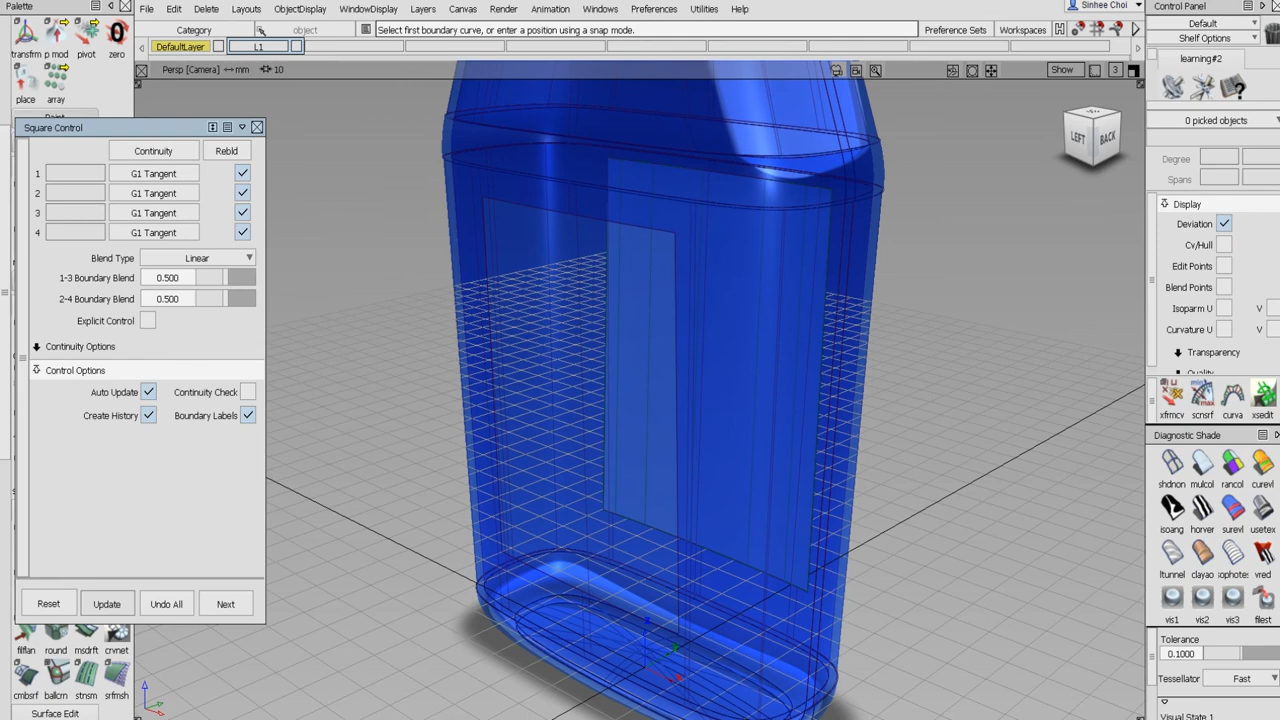 Palette
File Edit Delete Layouts ObjectDisplay WindowDisplay Layers Canvas Render Animation Windows Preferences Utilities Help
Sinhee Choi
Control Panel
Category
object
Select first boundary curve, or enter a position using a snap mode.
Preference Sets
Workspaces
Default
Shelf Options
DefaultLayer
L1
transfrm p mod pivot zero
Persp [Camera] mm 10
Show
3
learning#2
place array
0 picked objects
Square Control
LEFT BACK
Continuity Rebld
1 G1 Tangent
2 G1 Tangent
3 G1 Tangent
4 G1 Tangent
Blend Type Linear
1-3 Boundary Blend 0.500
2-4 Boundary Blend 0.500
Explicit Control
Continuity Options
Control Options
Auto Update Continuity Check
Create History Boundary Labels
Reset Update Undo All Next
Degree
Spans
Display
Deviation
Cv/Hull
Edit Points
Blend Points
Isoparm U V
Curvature U V
Transparency
xfrmcv scnsrf curva xsedit
Diagnostic Shade
shdnon mulcol rancol curevl
isoang horver surevl usetex
ltunnel clayao sophotes vred
vis1 vis2 vis3 filest
Tolerance
0.1000
Tessellator Fast
Visual State 1
filflan round msdrft crvnet
cmbsrf ballcrn stnsm srfmsh
Surface Edit